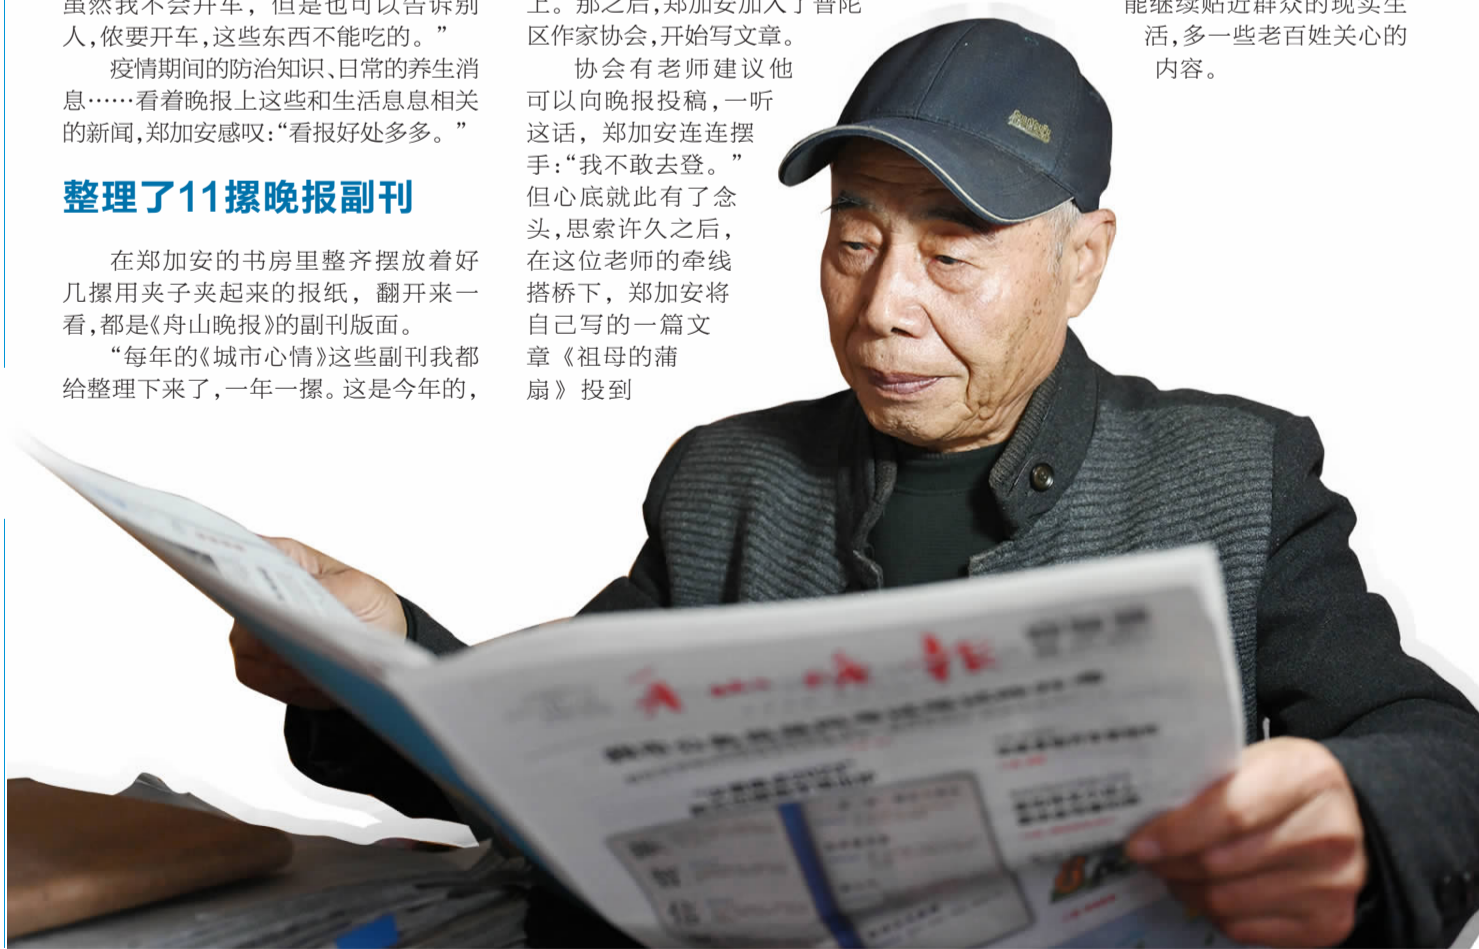 虽然我不会开车，但是也可以告诉别
人，侬要开车，这些东西不能吃的。”
疫情期间的防治知识、日常的养生消
息……看着晚报上这些和生活息息相关
的新闻，郑加安感叹：“看报好处多多。”
整理了11摞晚报副刊
在郑加安的书房里整齐摆放着好
几摞用夹子夹起来的报纸，翻开来一
看，都是《舟山晚报》的副刊版面。
“每年的《城市心情》这些副刊我都
给整理下来了，一年一摞。这是今年的，
上。那之后，郑加安加入了普陀
区作家协会，开始写文章。
协会有老师建议他
可以向晚报投稿，一听
这话，郑加安连连摆
手：“我不敢去登。”
但心底就此有了念
头，思索许久之后，
在这位老师的牵线
搭桥下，郑加安将
自己写的一篇文
章《祖母的蒲
扇》投到
能继续贴近群众的现实生
活，多一些老百姓关心的
内容。
舟山晚报